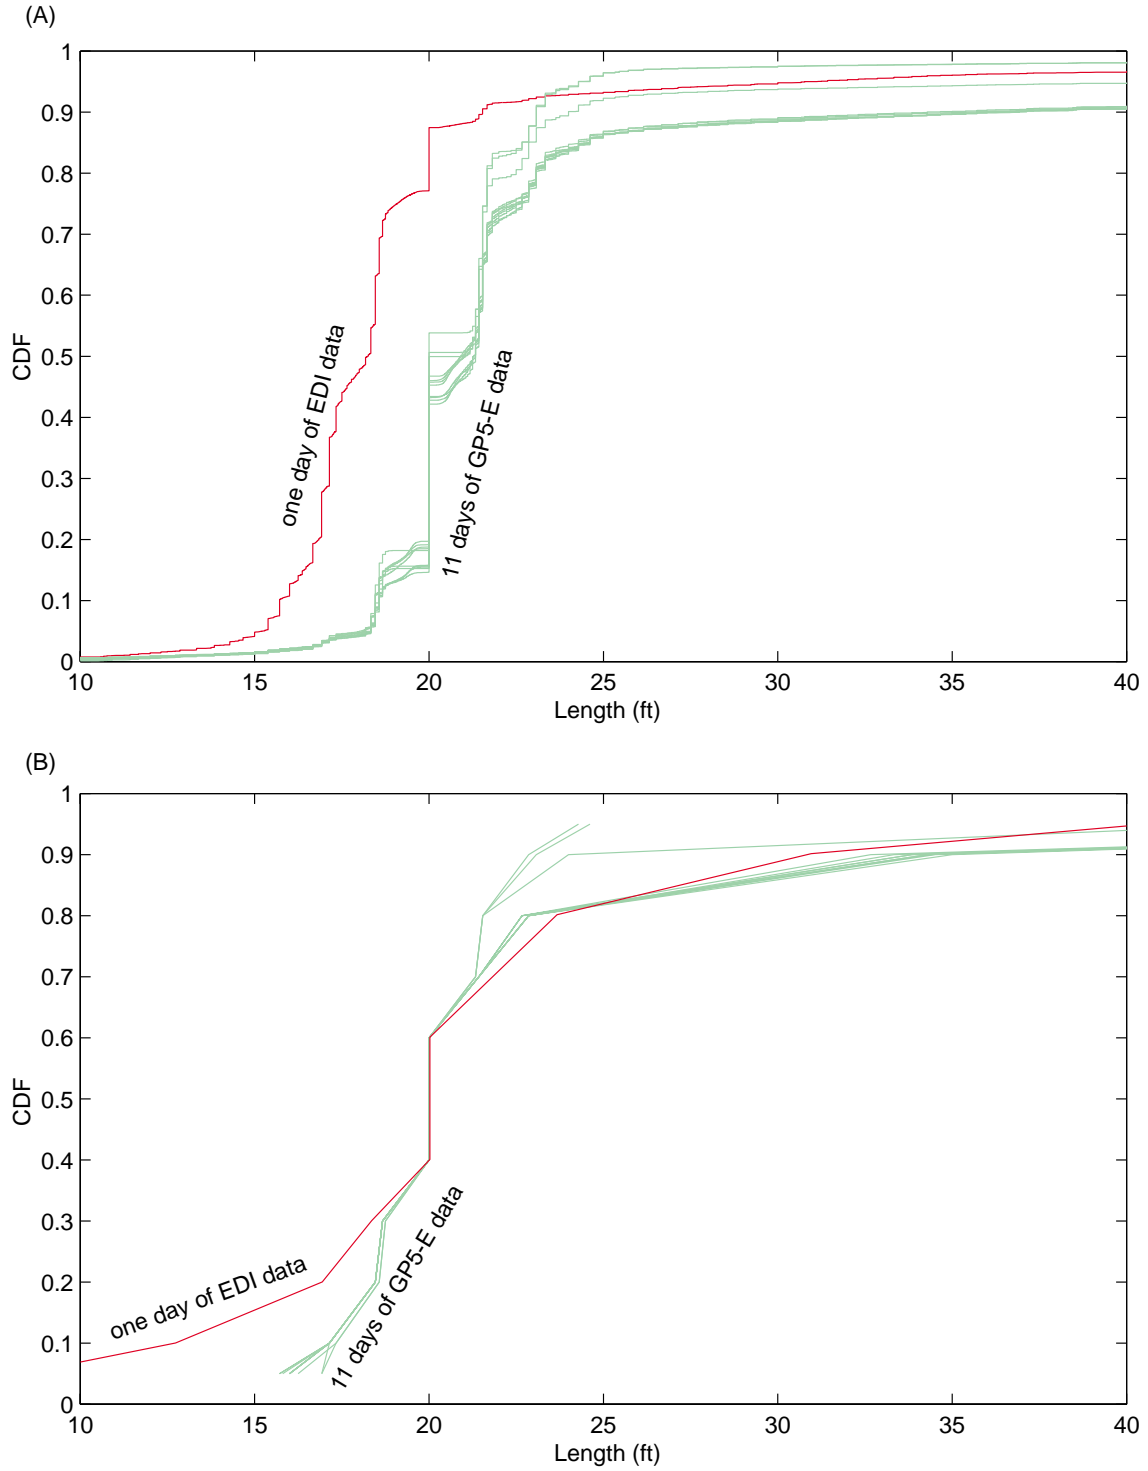 (A)
1
0.9
0.8
0.7
0.6
0.5
0.4
0.3
0.2
0.1
0
CDF
one day of EDI data
11 days of GP5-E data
10 15 20 25 30 35 40
Length (ft)
(B)
1
0.9
0.8
0.7
0.6
0.5
0.4
0.3
0.2
0.1
0
CDF
one day of EDI data
11 days of GP5-E data
10 15 20 25 30 35 40
Length (ft)